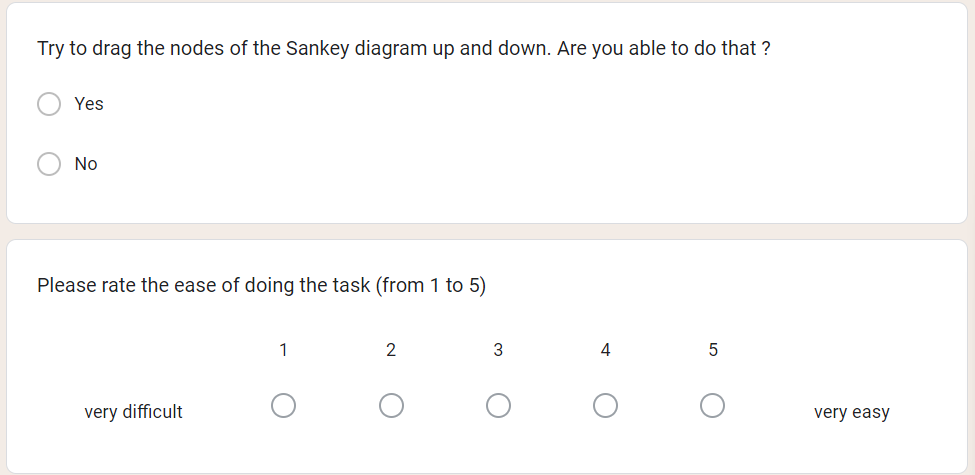 Try to drag the nodes of the Sankey diagram up and down. Are you able to do that ?
Yes
No
Please rate the ease of doing the task (from 1 to 5)
1 2 3 4 5
very difficult very easy